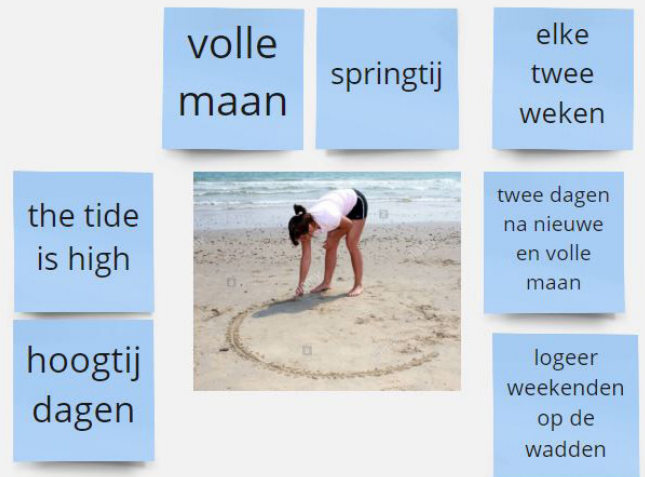 volle
maan
springtij
elke
twee
weken
the tide
is high
twee dagen
na nieuwe
en volle
maan
hoogtij
dagen
logeer
weekenden
op de
wadden